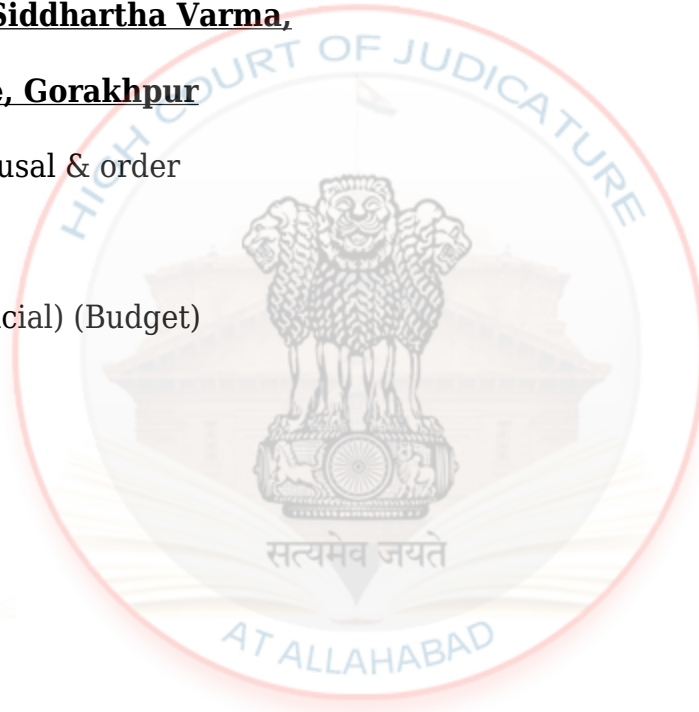 Siddhartha Varma,
e, Gorakhpur
usal & order
cial) (Budget)
HIGH COURT OF JUDICATURE
सत्यमेव जयते
AT ALLAHABAD